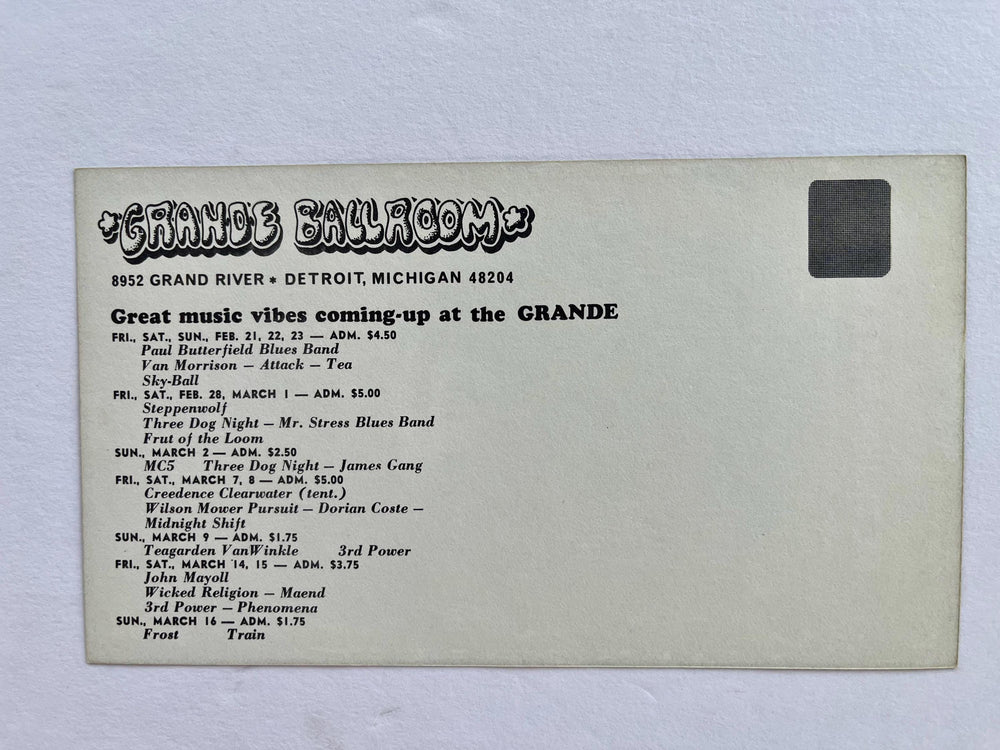 GRANDE BALLROOM
8952 GRAND RIVER * DETROIT, MICHIGAN 48204
Great music vibes coming-up at the GRANDE
FRI., SAT., SUN., FEB. 21, 22, 23 — ADM. $4.50
Paul Butterfield Blues Band
Van Morrison — Attack — Tea
Sky-Ball
FRI., SAT., FEB. 28, MARCH 1 — ADM. $5.00
Steppenwolf
Three Dog Night — Mr. Stress Blues Band
Frut of the Loom
SUN., MARCH 2 — ADM. $2.50
MC5 Three Dog Night — James Gang
FRI., SAT., MARCH 7, 8 — ADM. $5.00
Creedence Clearwater (tent.)
Wilson Mower Pursuit — Dorian Coste —
Midnight Shift
SUN., MARCH 9 — ADM. $1.75
Teagarden VanWinkle 3rd Power
FRI., SAT., MARCH 14, 15 — ADM. $3.75
John Mayoll
Wicked Religion — Maend
3rd Power — Phenomena
SUN., MARCH 16 — ADM. $1.75
Frost Train